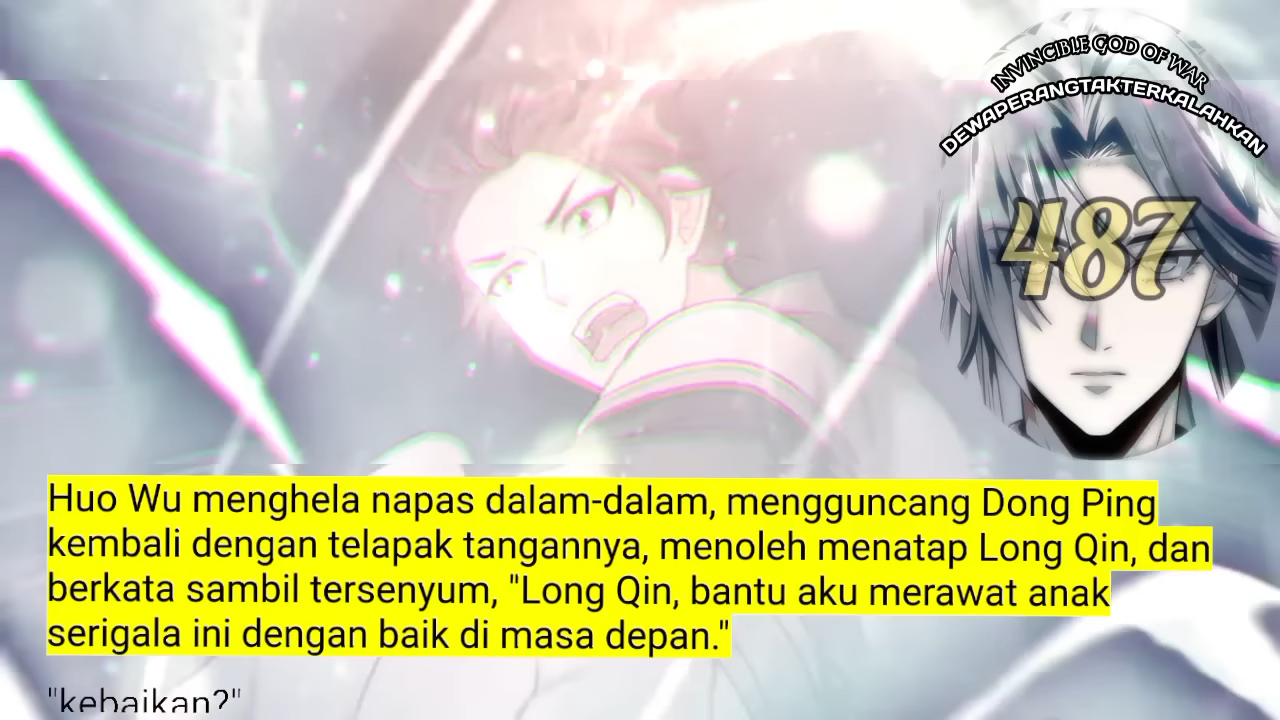 INVINCIBLE GOD OF WAR
DEWAPERANGTAKTERKALAHKAN
487
Huo Wu menghela napas dalam-dalam, mengguncang Dong Ping
kembali dengan telapak tangannya, menoleh menatap Long Qin, dan
berkata sambil tersenyum, "Long Qin, bantu aku merawat anak
serigala ini dengan baik di masa depan."
"kebaikan?"